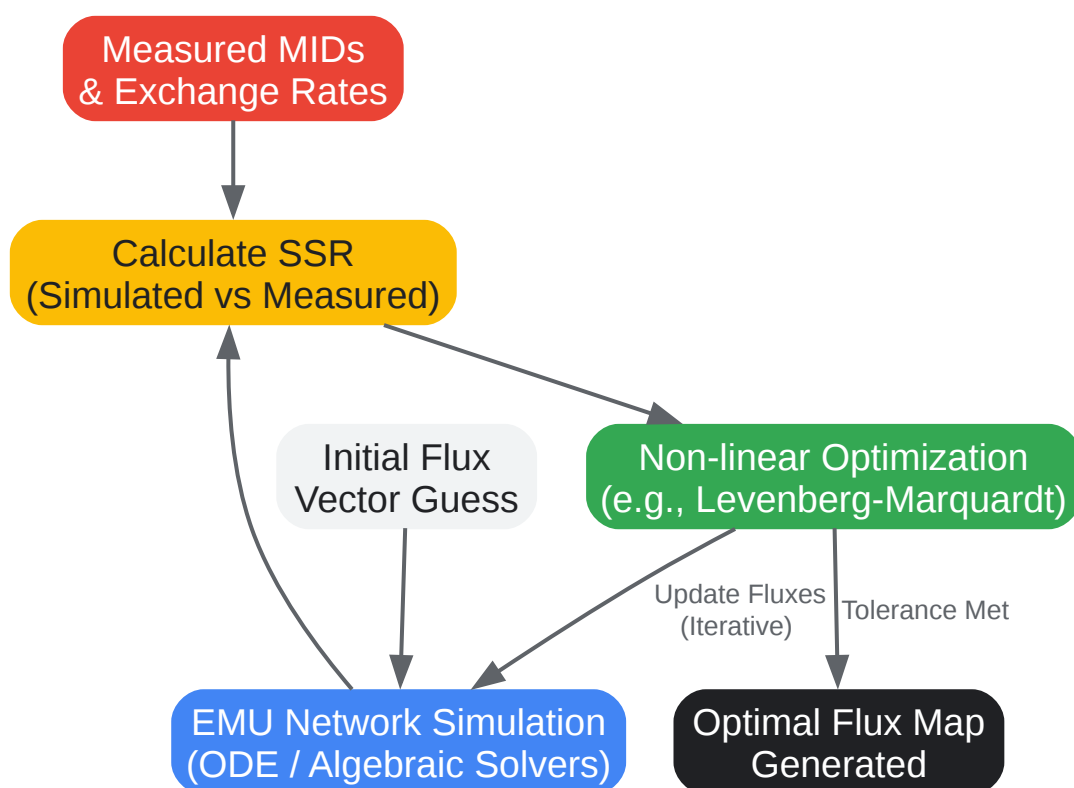 Measured MIDs
& Exchange Rates
Calculate SSR
(Simulated vs Measured)
Initial Flux
Vector Guess
Non-linear Optimization
(e.g., Levenberg-Marquardt)
Update Fluxes
(Iterative)
Tolerance Met
EMU Network Simulation
(ODE / Algebraic Solvers)
Optimal Flux Map
Generated